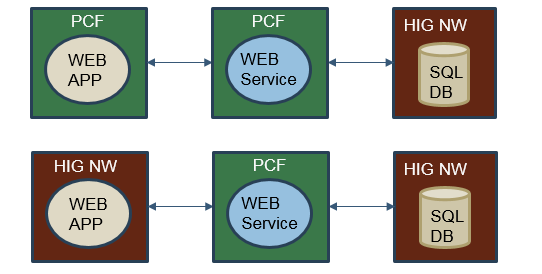 PCF
WEB
APP
PCF
WEB
Service
HIG NW
SQL
DB
HIG NW
WEB
APP
PCF
WEB
Service
HIG NW
SQL
DB